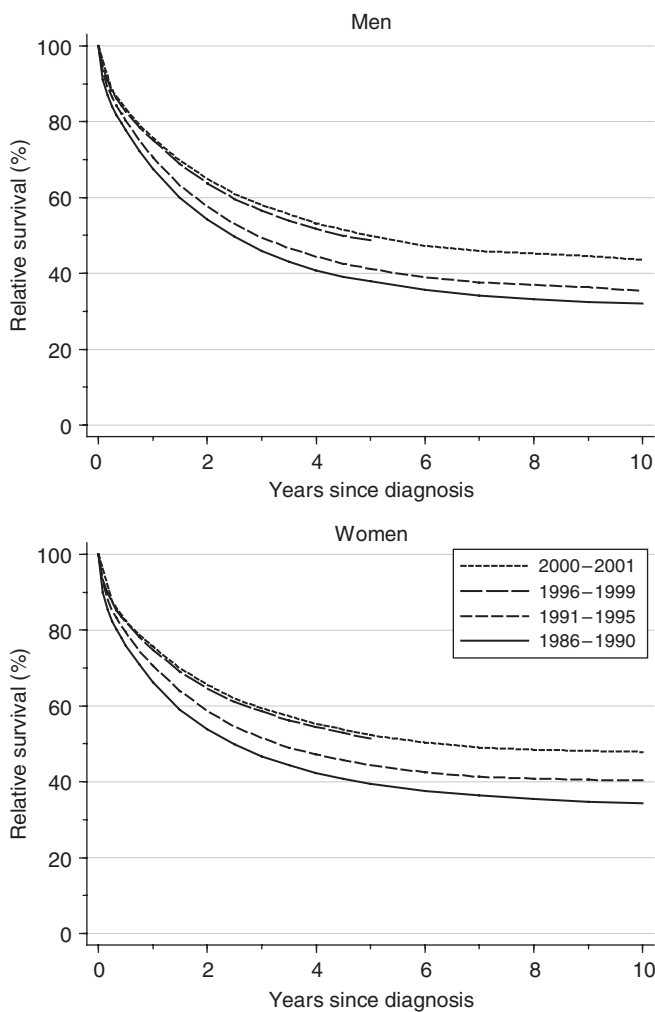 Men
100
80
60
40
20
0
Relative survival (%)
0 2 4 6 8 10
Years since diagnosis
Women
2000–2001
1996–1999
1991–1995
1986–1990
100
80
60
40
20
0
Relative survival (%)
0 2 4 6 8 10
Years since diagnosis